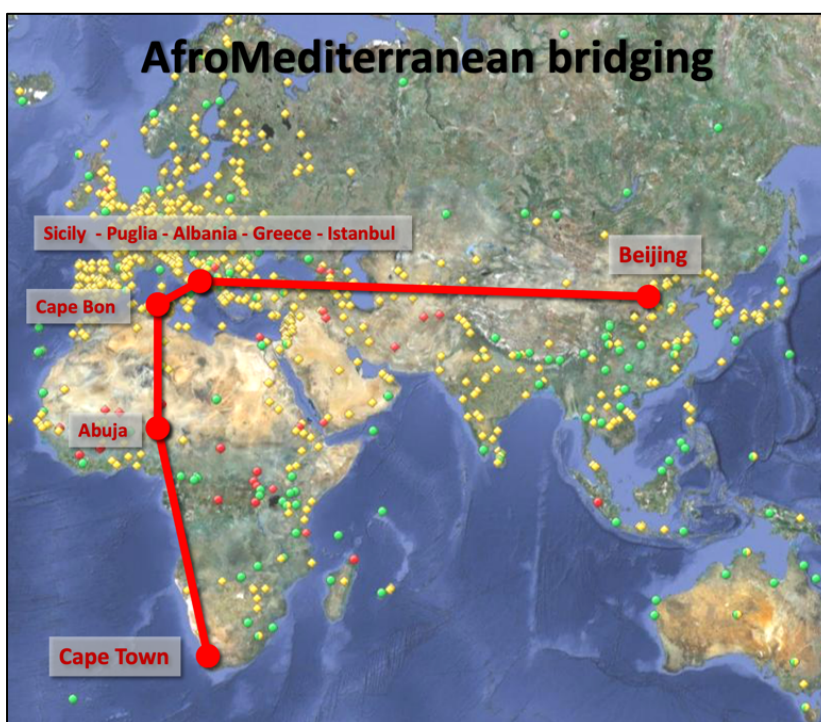 AfroMediterranean bridging
Sicily - Puglia - Albania - Greece - Istanbul
Beijing
Cape Bon
Abuja
Cape Town